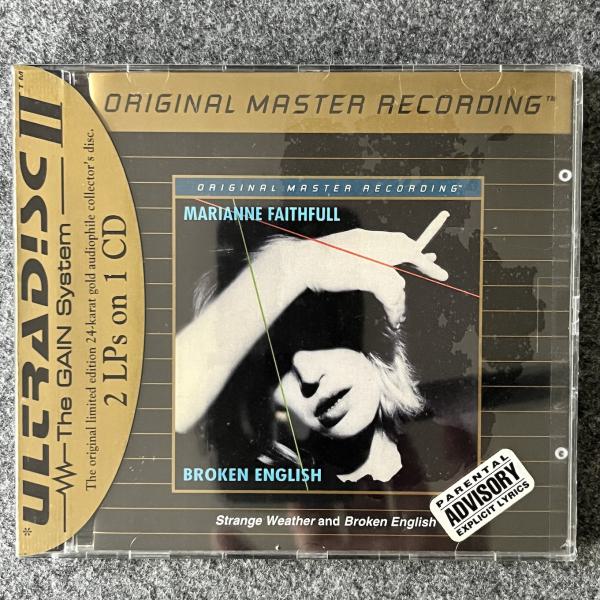 *ULTRADISC II™
The GAIN System
The original limited edition 24-karat gold audiophile collector's disc.
2 LPs on 1 CD
ORIGINAL MASTER RECORDING™
ORIGINAL MASTER RECORDING™
MARIANNE FAITHFULL
BROKEN ENGLISH
Strange Weather and Broken English
PARENTAL
ADVISORY
EXPLICIT LYRICS